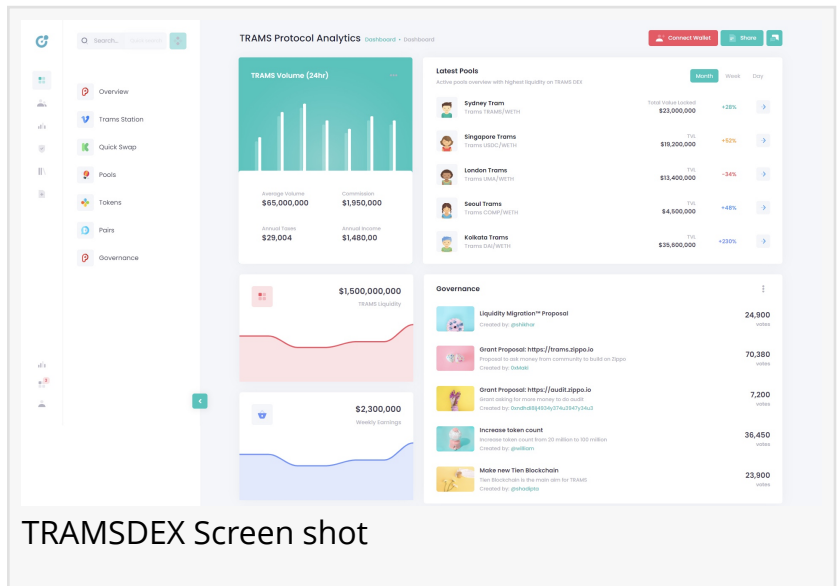 Search...
TRAMS Protocol Analytics Dashboard • Dashboard
Connect Wallet
Share
Overview
Trams Station
Quick Swap
Pools
Tokens
Pairs
Governance
TRAMS Volume (24hr)
Average Volume
$65,000,000
Commission
$1,950,000
Annual Taxes
$29,004
Annual Income
$1,480,00
Latest Pools
Active pools overview with highest liquidity on TRAMS DEX
Month Week Day
Sydney Tram
Trams TRAMS/WETH
Total Value Locked
$23,000,000
+28%
Singapore Trams
Trams USDC/WETH
TVL
$19,200,000
+52%
London Trams
Trams UMA/WETH
TVL
$13,400,000
-34%
Seoul Trams
Trams COMP/WETH
TVL
$4,500,000
+48%
Kolkata Trams
Trams DAI/WETH
TVL
$35,600,000
+230%
$1,500,000,000
TRAMS Liquidity
$2,300,000
Weekly Earnings
Governance
Liquidity Migration™ Proposal
Created by: @shikhar
24,900
votes
Grant Proposal: https://trams.zippo.io
Proposal to ask money from community to build on Zippo
Created by: 0xMaki
70,380
votes
Grant Proposal: https://audit.zippo.io
Grant asking for more money to do audit
Created by:
7,200
votes
Increase token count
Increase token count from 20 million to 100 million
Created by: @william
36,450
votes
Make new Tien Blockchain
Tien Blockchain is the main aim for TRAMS
Created by: @shodipto
23,900
votes
TRAMSDEX Screen shot